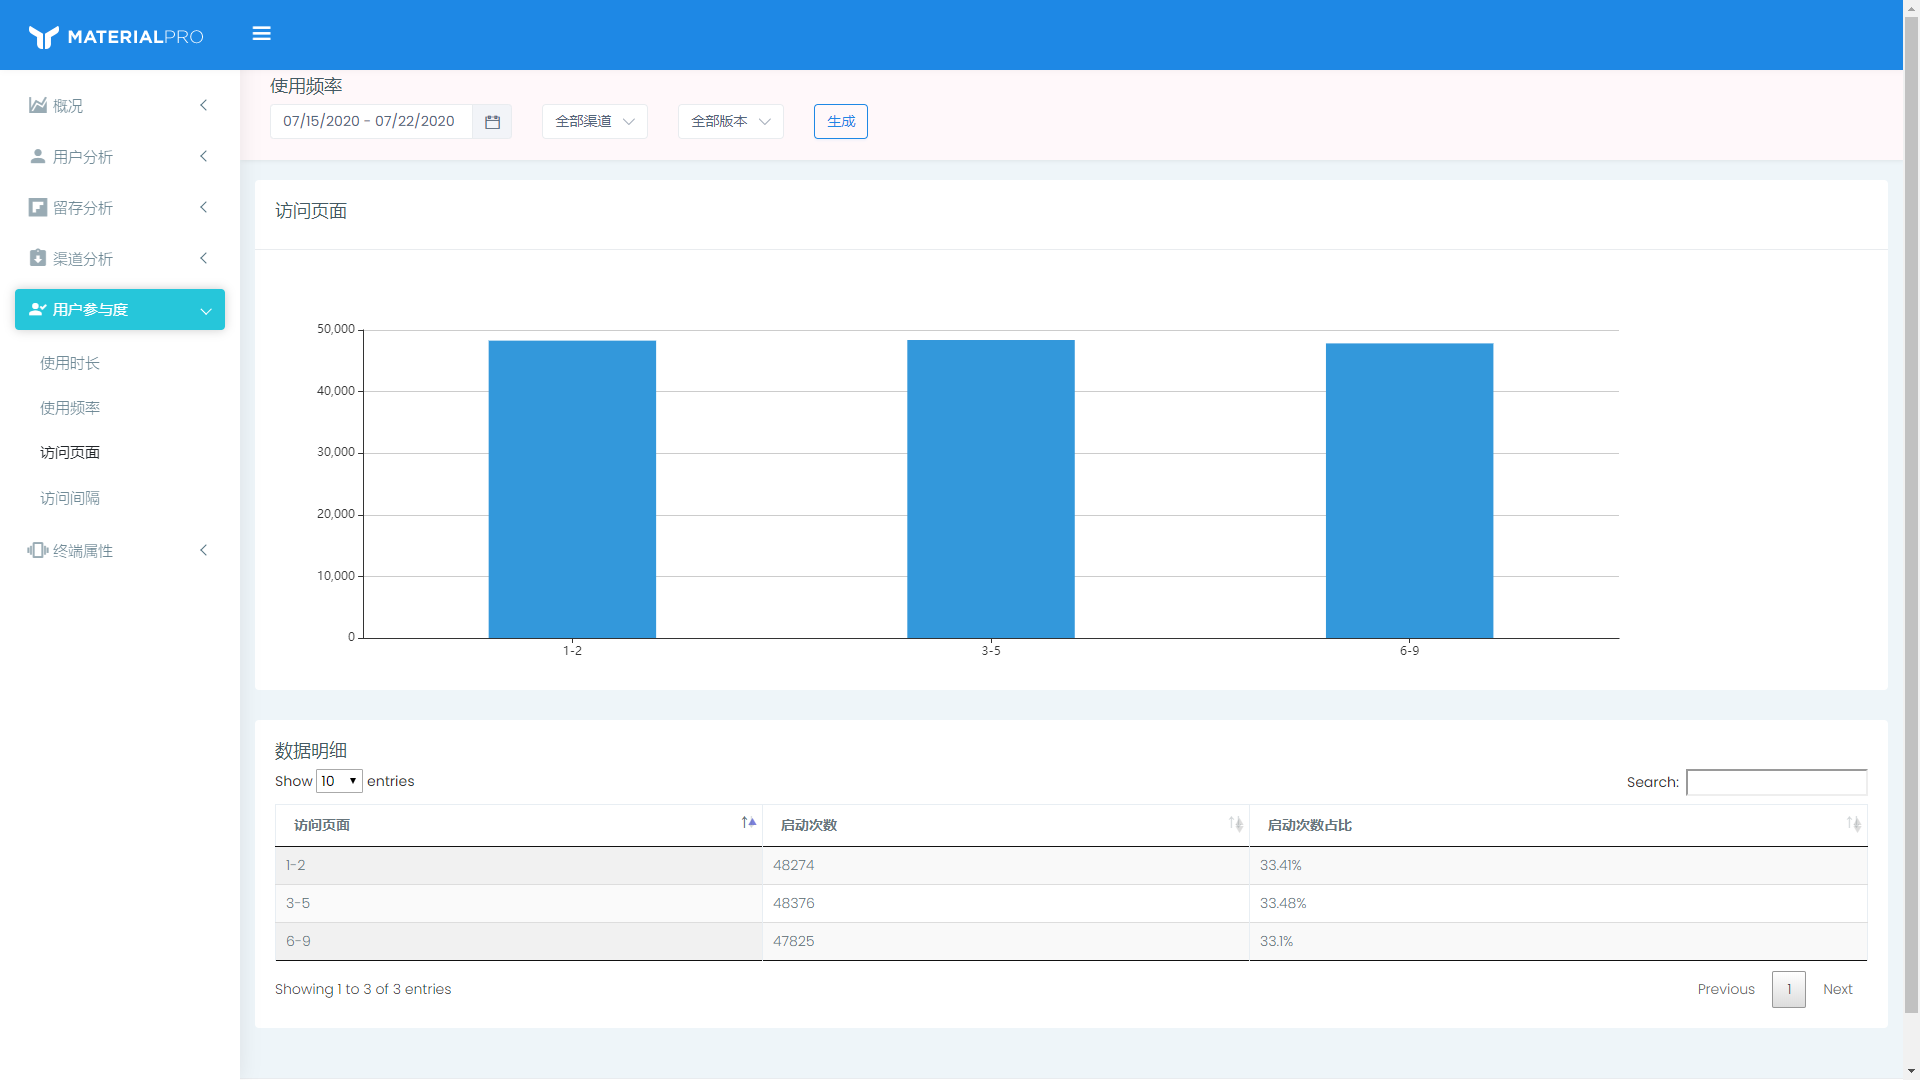 MATERIALPRO
概况
用户分析
留存分析
渠道分析
用户参与度
使用时长
使用频率
访问页面
访问间隔
终端属性
使用频率
07/15/2020 - 07/22/2020 全部渠道 全部版本 生成
访问页面
50,000
40,000
30,000
20,000
10,000
0
1-2 3-5 6-9
数据明细
Show 10 entries Search:
访问页面 启动次数 启动次数占比
1-2 48274 33.41%
3-5 48376 33.48%
6-9 47825 33.1%
Showing 1 to 3 of 3 entries Previous 1 Next